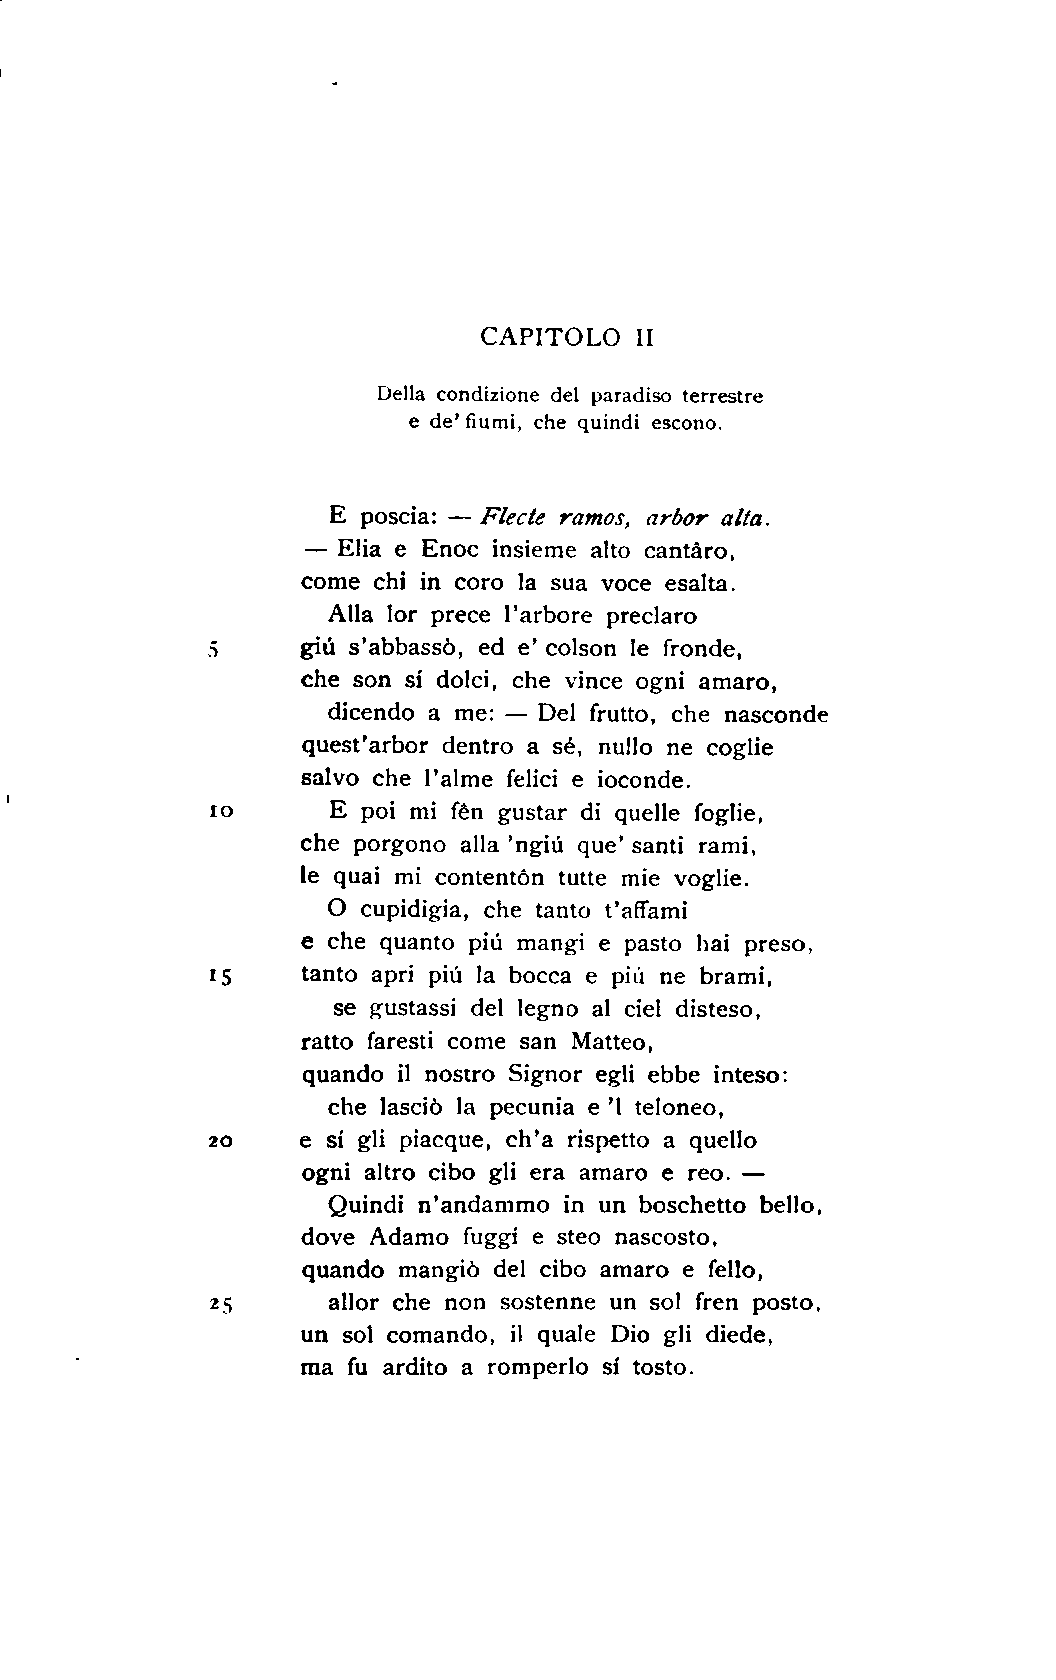 CAPITOLO II
Della condizione del paradiso terrestre
e de' fiumi, che quindi escono.
E poscia: — Flecte ramos, arbor alta.
— Elia e Enoc insieme alto cantâro,
come chi in coro la sua voce esalta.
Alla lor prece l'arbore preclaro
5 giú s'abbassò, ed e' colson le fronde,
che son sí dolci, che vince ogni amaro,
dicendo a me: — Del frutto, che nasconde
quest'arbor dentro a sé, nullo ne coglie
salvo che l'alme felici e ioconde.
10 E poi mi fên gustar di quelle foglie,
che porgono alla 'ngiú que' santi rami,
le quai mi contentôn tutte mie voglie.
O cupidigia, che tanto t'affami
e che quanto piú mangi e pasto hai preso,
15 tanto apri piú la bocca e piú ne brami,
se gustassi del legno al ciel disteso,
ratto faresti come san Matteo,
quando il nostro Signor egli ebbe inteso:
che lasciò la pecunia e 'l teloneo,
20 e sí gli piacque, ch'a rispetto a quello
ogni altro cibo gli era amaro e reo. —
Quindi n'andammo in un boschetto bello,
dove Adamo fuggí e steo nascosto,
quando mangiò del cibo amaro e fello,
25 allor che non sostenne un sol fren posto,
un sol comando, il quale Dio gli diede,
ma fu ardito a romperlo sí tosto.